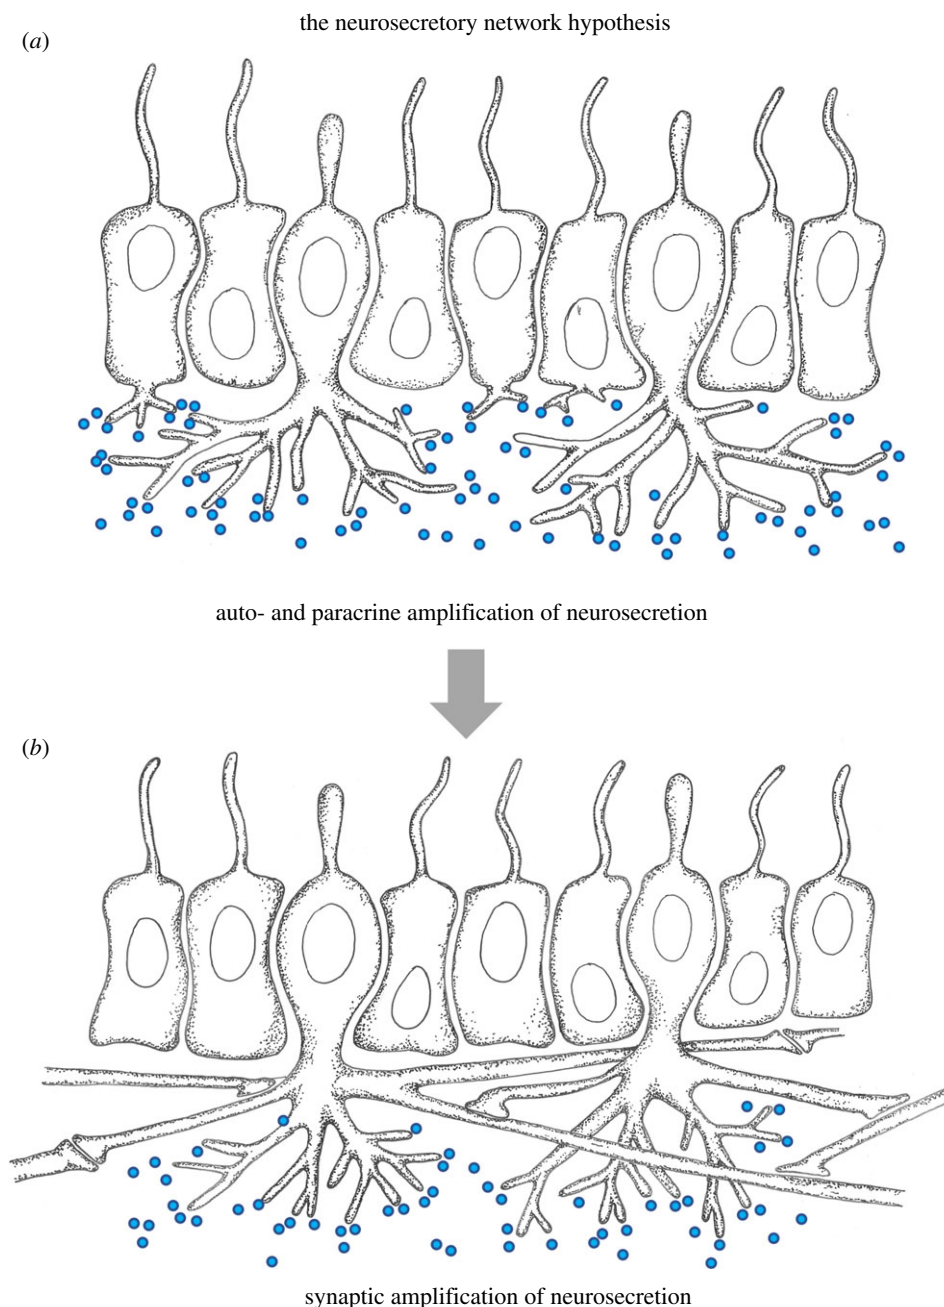 the neurosecretory network hypothesis
(a)
auto- and paracrine amplification of neurosecretion
(b)
synaptic amplification of neurosecretion